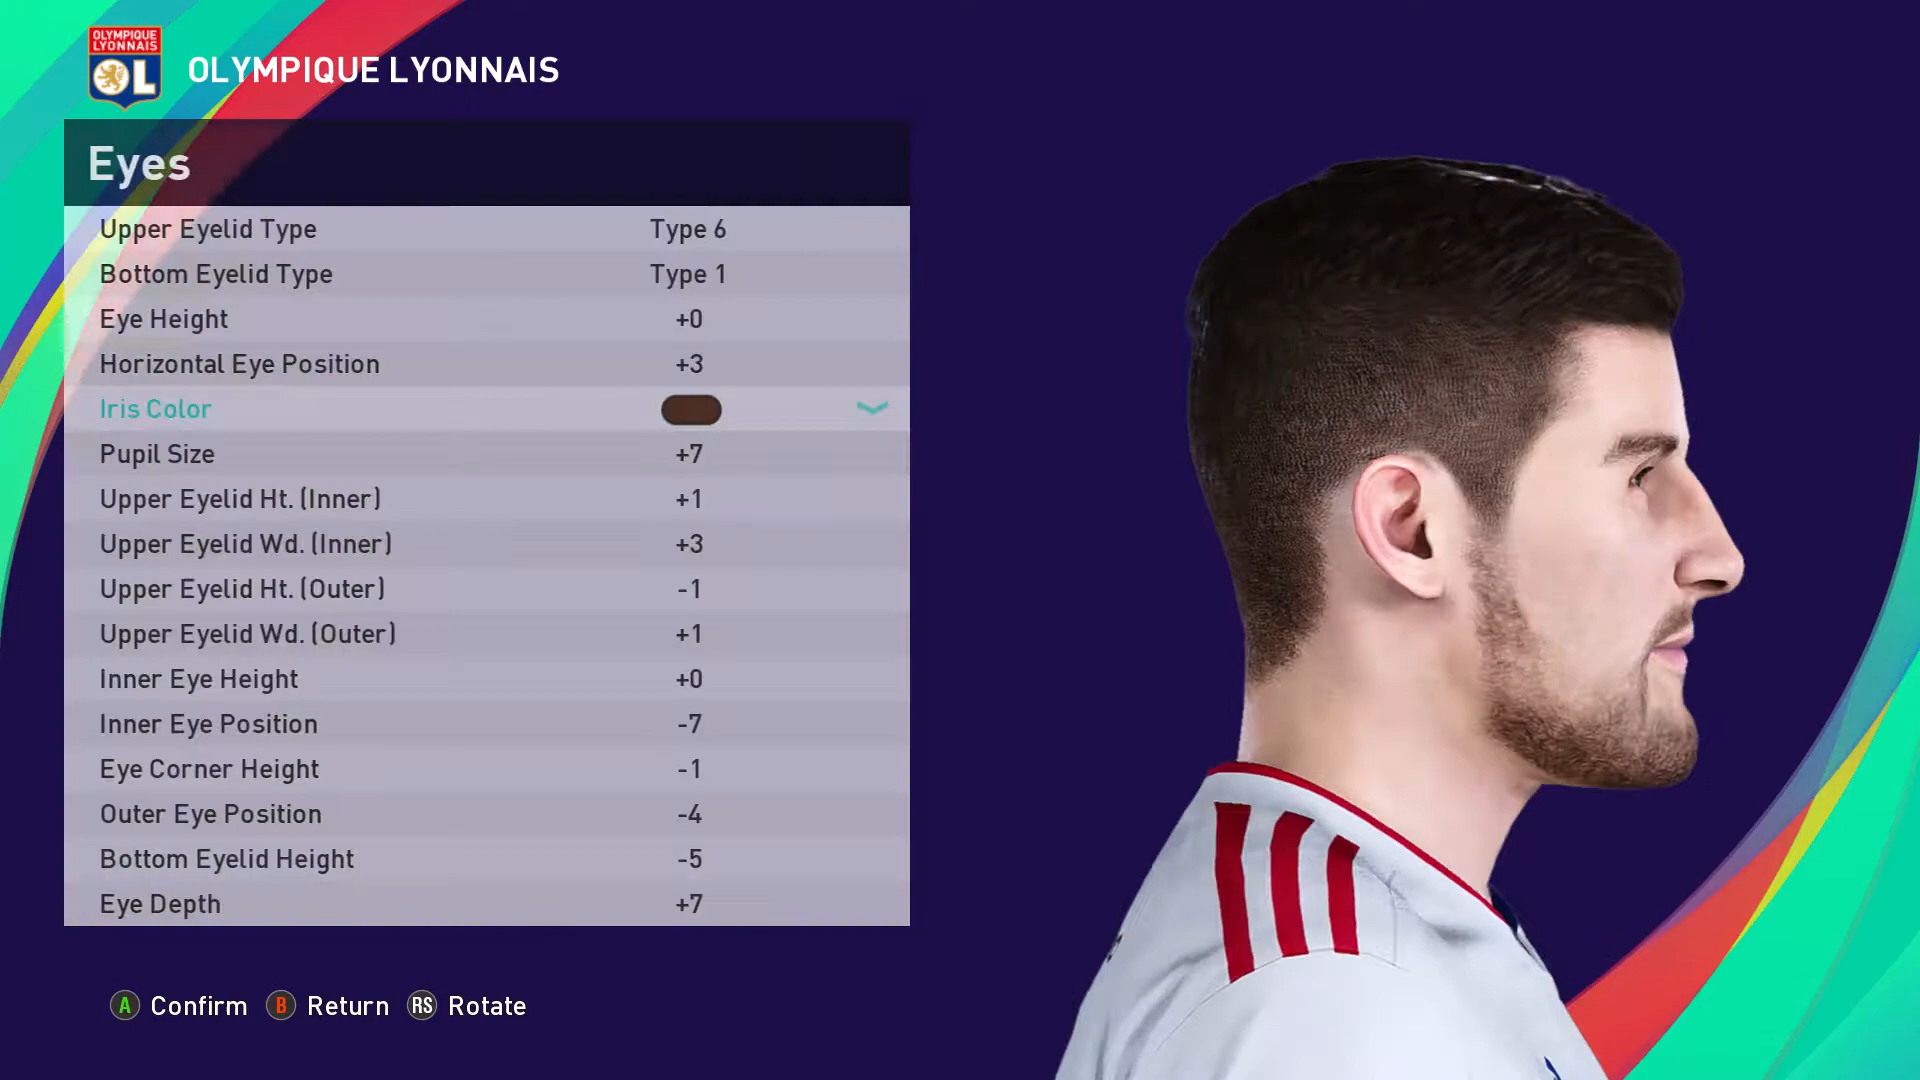 OLYMPIQUE
LYONNAIS
OL
OLYMPIQUE LYONNAIS
Eyes
Upper Eyelid Type Type 6
Bottom Eyelid Type Type 1
Eye Height +0
Horizontal Eye Position +3
Iris Color
Pupil Size +7
Upper Eyelid Ht. (Inner) +1
Upper Eyelid Wd. (Inner) +3
Upper Eyelid Ht. (Outer) -1
Upper Eyelid Wd. (Outer) +1
Inner Eye Height +0
Inner Eye Position -7
Eye Corner Height -1
Outer Eye Position -4
Bottom Eyelid Height -5
Eye Depth +7
A Confirm B Return RS Rotate